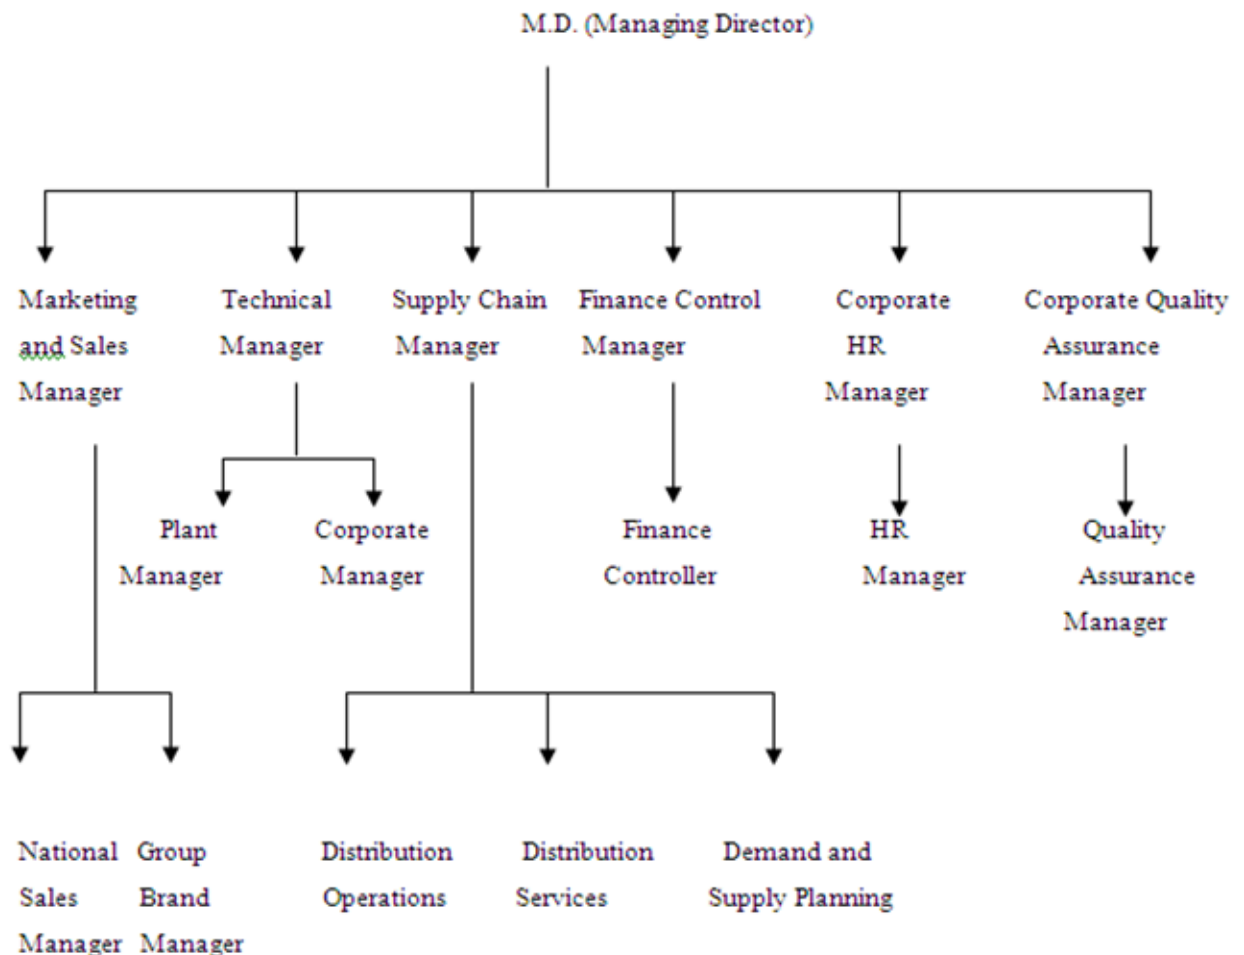 M.D. (Managing Director)
Marketing
and Sales
Manager
Technical
Manager
Supply Chain
Manager
Finance Control
Manager
Corporate
HR
Manager
Corporate Quality
Assurance
Manager
Plant
Manager
Corporate
Manager
Finance
Controller
HR
Manager
Quality
Assurance
Manager
National
Sales
Manager
Group
Brand
Manager
Distribution
Operations
Distribution
Services
Demand and
Supply Planning